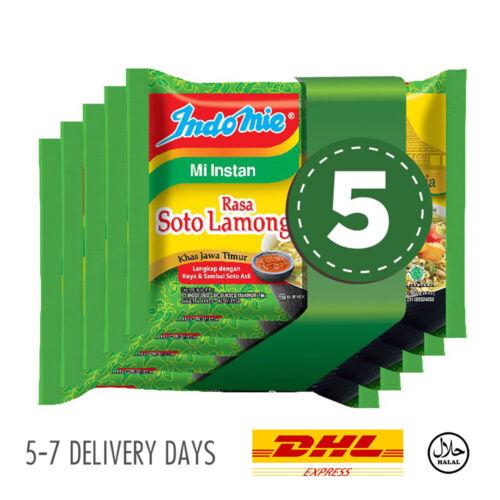 Indomie®
Mi Instan
Rasa
Soto Lamong
Khas Jawa Timur
Lengkap dengan
Koya & Sambal Soto Asli
5
5-7 DELIVERY DAYS
DHL
EXPRESS
حلال
HALAL